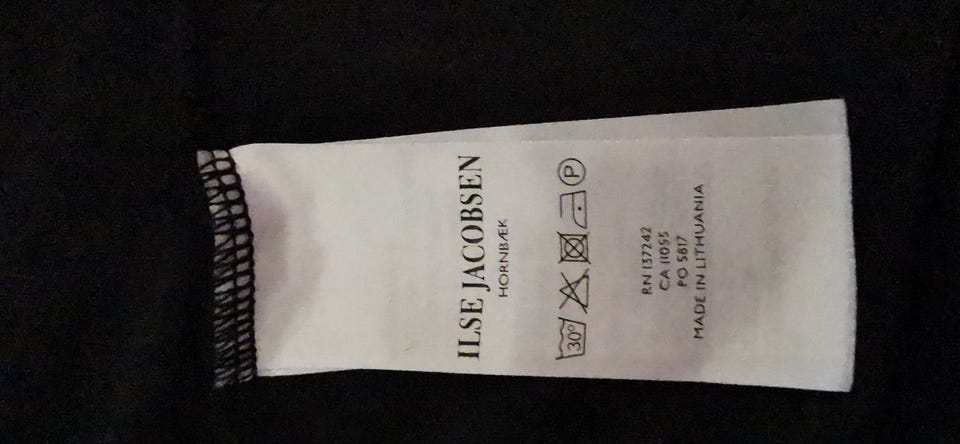 ILSE JACOBSEN
HORNBÆK
30° P
RN 137242
CA 11055
PO 5817
MADE IN LITHUANIA